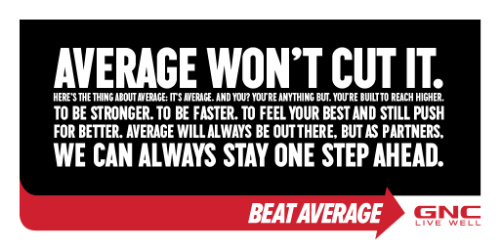 AVERAGE WON'T CUT IT.
HERE'S THE THING ABOUT AVERAGE: IT'S AVERAGE. AND YOU? YOU'RE ANYTHING BUT. YOU'RE BUILT TO REACH HIGHER.
TO BE STRONGER. TO BE FASTER. TO FEEL YOUR BEST AND STILL PUSH
FOR BETTER. AVERAGE WILL ALWAYS BE OUT THERE, BUT AS PARTNERS,
WE CAN ALWAYS STAY ONE STEP AHEAD.
BEAT AVERAGE
GNC
LIVE WELL